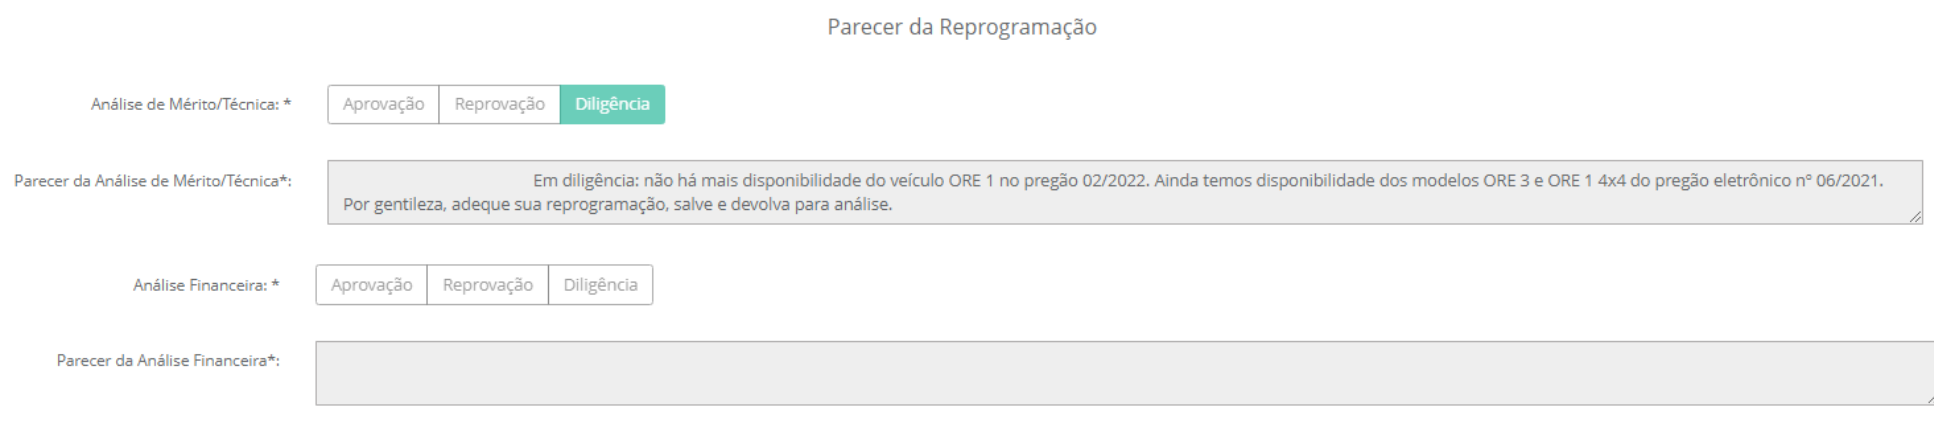 Parecer da Reprogramação
Análise de Mérito/Técnica: *
Aprovação Reprovação Diligência
Parecer da Análise de Mérito/Técnica*:
Em diligência: não há mais disponibilidade do veículo ORE 1 no pregão 02/2022. Ainda temos disponibilidade dos modelos ORE 3 e ORE 1 4x4 do pregão eletrônico nº 06/2021.
Por gentileza, adeque sua reprogramação, salve e devolva para análise.
Análise Financeira: *
Aprovação Reprovação Diligência
Parecer da Análise Financeira*: